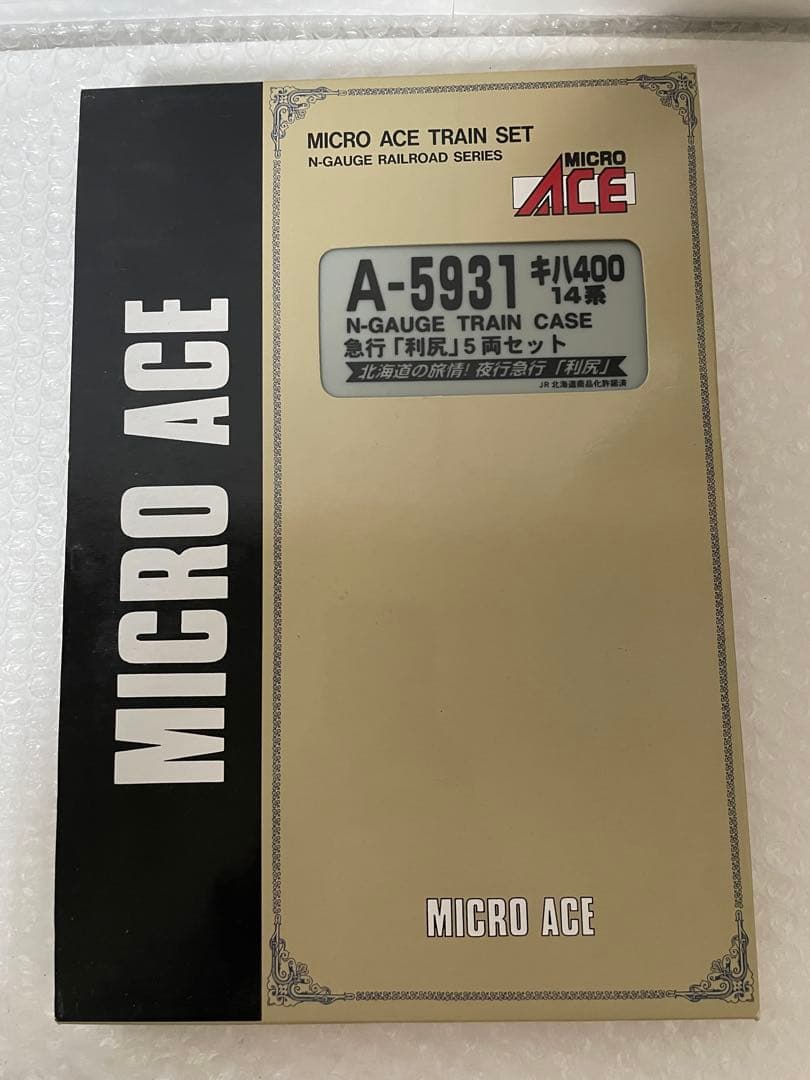 MICRO ACE
MICRO ACE TRAIN SET
N-GAUGE RAILROAD SERIES
MICRO
ACE
A-5931 キハ400
14系
N-GAUGE TRAIN CASE
急行「利尻」5両セット
北海道の旅情!夜行急行「利尻」
JR北海道商品化許諾済
MICRO ACE